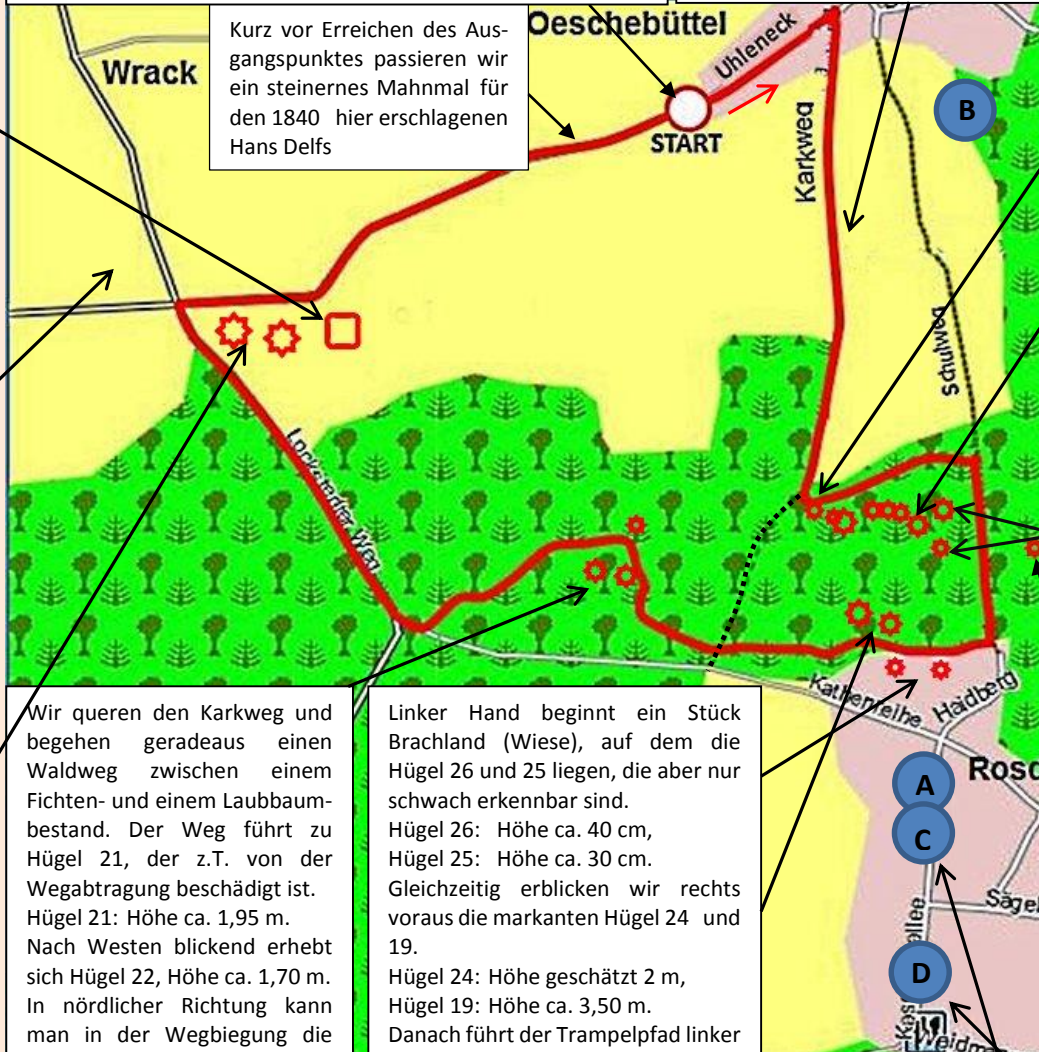 Oeschebüttel
Kurz vor Erreichen des Aus-
gangspunktes passieren wir
ein steinernes Mahnmal für
den 1840 hier erschlagenen
Hans Delfs
Wrack
Uhleneck
START
B
Karkweg
Schulweg
Lockstedter Weg
Kathenreihe
Haidberg
Rosd
A
C
Sägel
D
llee
Kas
Weidm
Wir queren den Karkweg und
begehen geradeaus einen
Waldweg zwischen einem
Fichten- und einem Laubbaum-
bestand. Der Weg führt zu
Hügel 21, der z.T. von der
Wegabtragung beschädigt ist.
Hügel 21: Höhe ca. 1,95 m.
Nach Westen blickend erhebt
sich Hügel 22, Höhe ca. 1,70 m.
In nördlicher Richtung kann
man in der Wegbiegung die
Linker Hand beginnt ein Stück
Brachland (Wiese), auf dem die
Hügel 26 und 25 liegen, die aber nur
schwach erkennbar sind.
Hügel 26: Höhe ca. 40 cm,
Hügel 25: Höhe ca. 30 cm.
Gleichzeitig erblicken wir rechts
voraus die markanten Hügel 24 und
19.
Hügel 24: Höhe geschätzt 2 m,
Hügel 19: Höhe ca. 3,50 m.
Danach führt der Trampelpfad linker